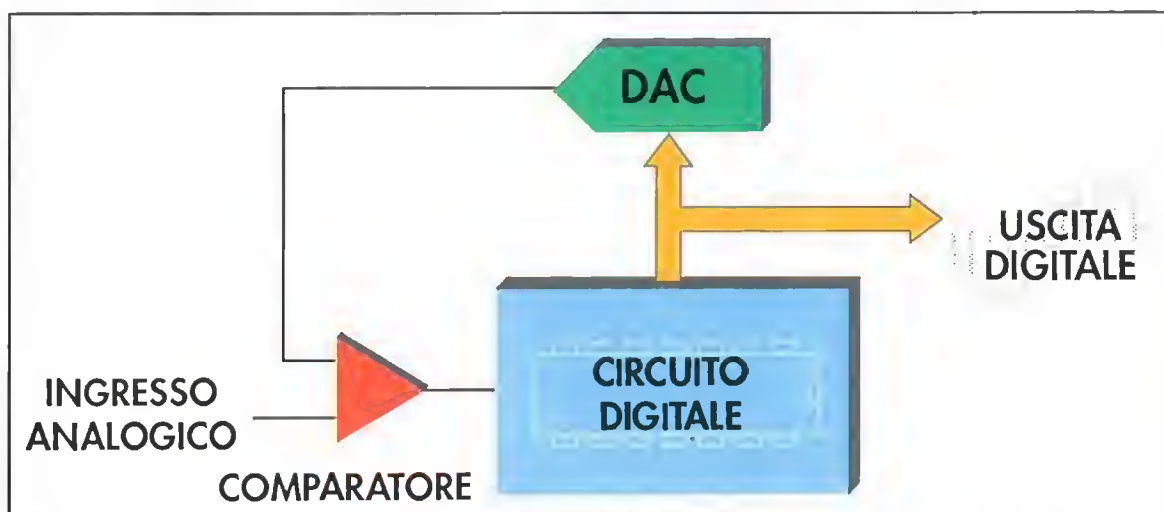 DAC
USCITA
DIGITALE
CIRCUITO
DIGITALE
INGRESSO
ANALOGICO
COMPARATORE